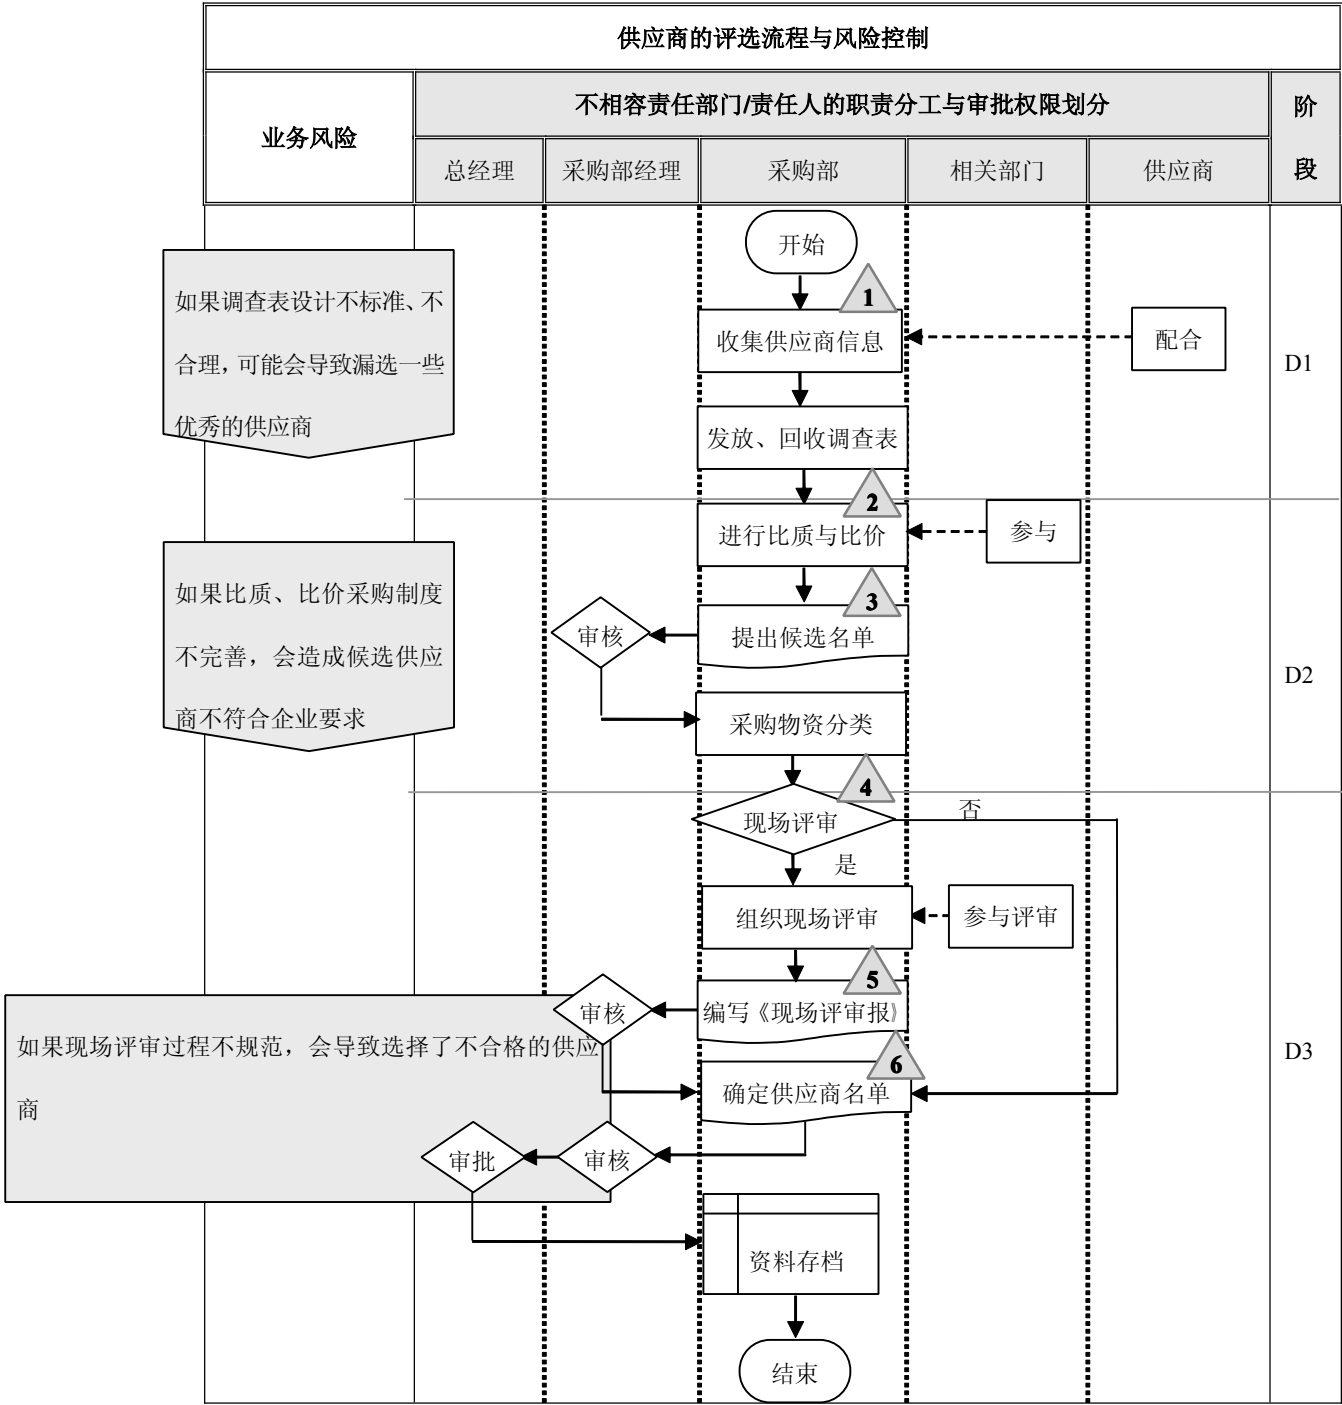 供应商的评选流程与风险控制
业务风险
不相容责任部门/责任人的职责分工与审批权限划分
阶
段
总经理
采购部经理
采购部
相关部门
供应商
开始
如果调查表设计不标准、不
合理，可能会导致漏选一些
优秀的供应商
1
收集供应商信息
配合
D1
发放、回收调查表
2
进行比质与比价
参与
如果比质、比价采购制度
不完善，会造成候选供应
商不符合企业要求
3
提出候选名单
审核
D2
采购物资分类
4
现场评审
否
是
组织现场评审
参与评审
5
编写《现场评审报》
审核
如果现场评审过程不规范，会导致选择了不合格的供应
商
D3
6
确定供应商名单
审批
审核
资料存档
结束